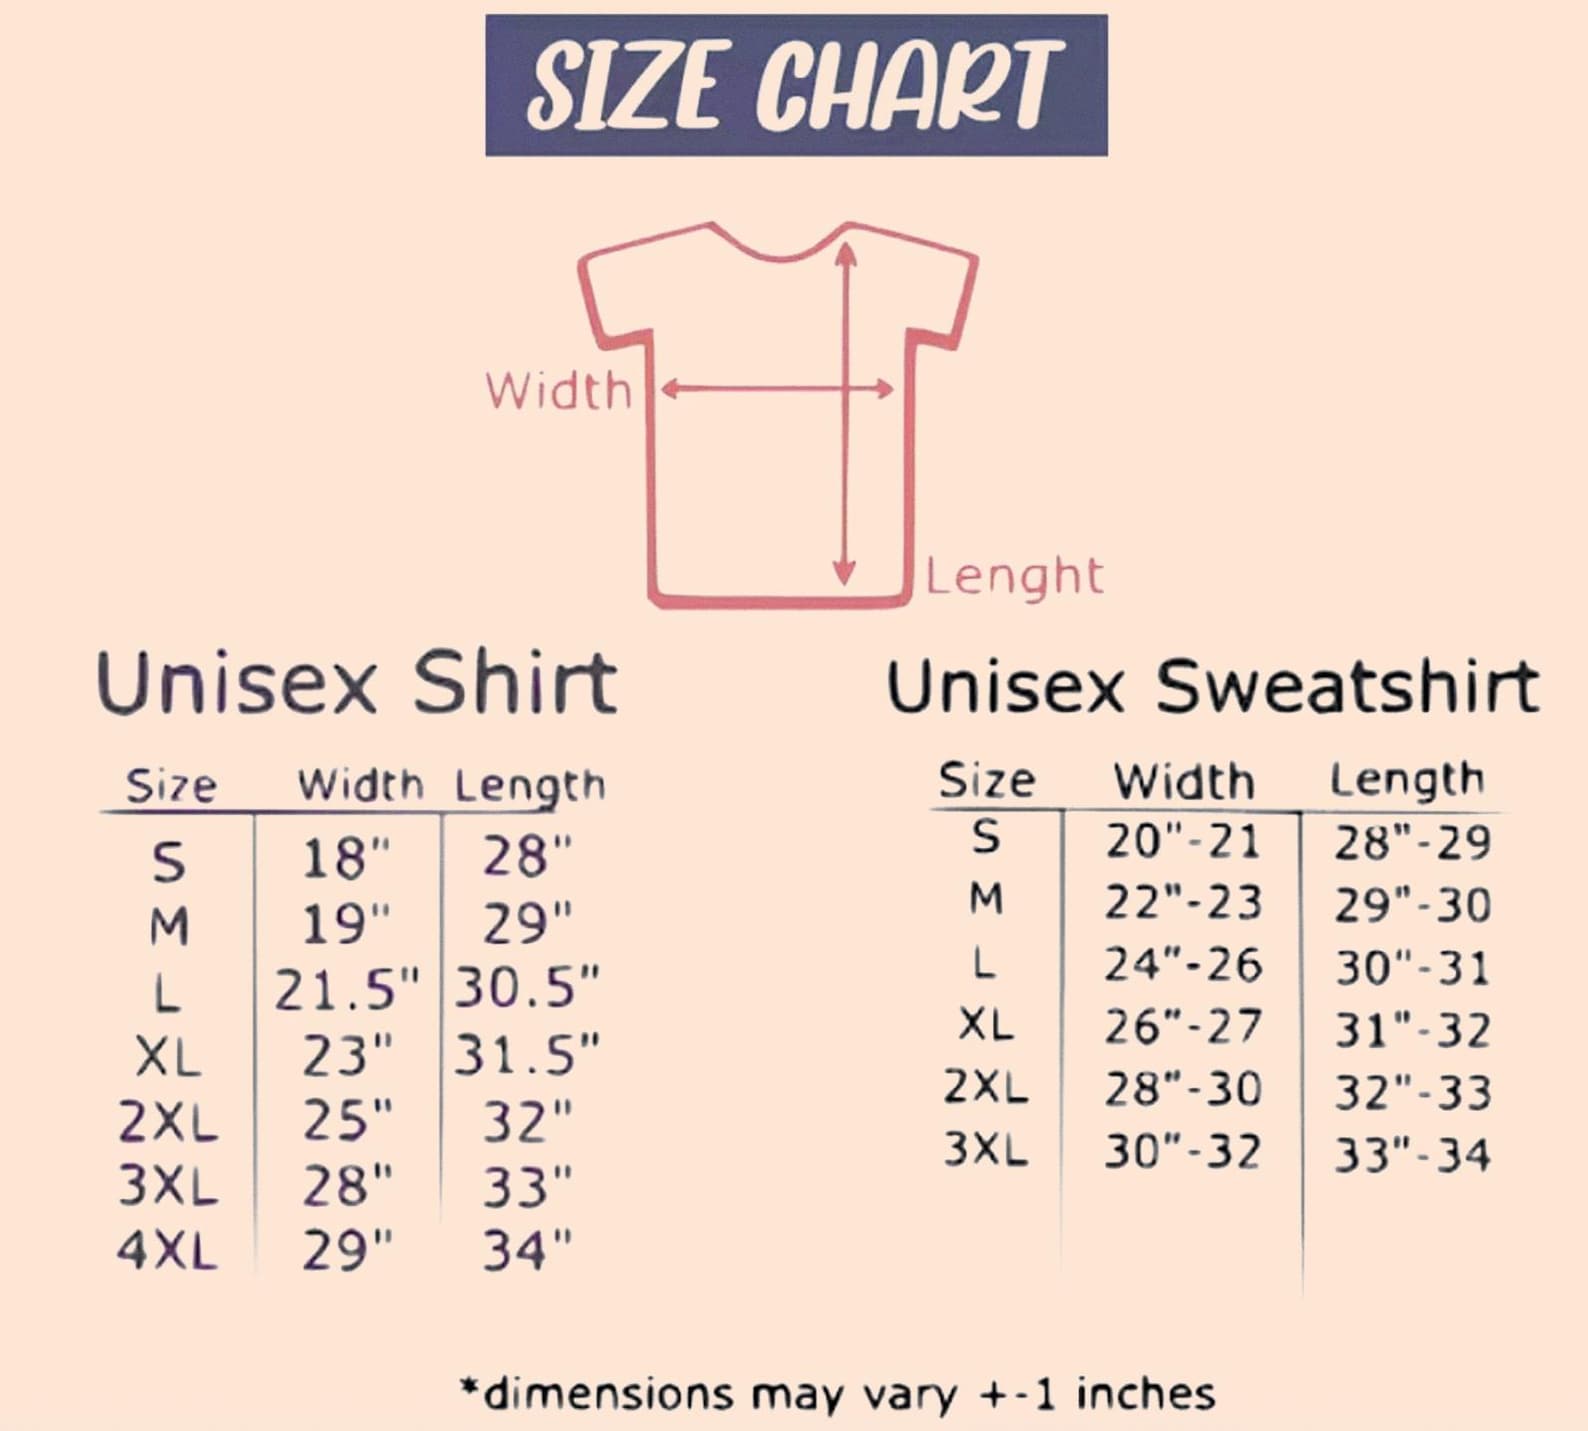 SIZE CHART
Width
Lenght
Unisex Shirt
Size Width Length
S 18" 28"
M 19" 29"
L 21.5" 30.5"
XL 23" 31.5"
2XL 25" 32"
3XL 28" 33"
4XL 29" 34"
Unisex Sweatshirt
Size Width Length
S 20"-21 28"-29
M 22"-23 29"-30
L 24"-26 30"-31
XL 26"-27 31"-32
2XL 28"-30 32"-33
3XL 30"-32 33"-34
*dimensions may vary +-1 inches